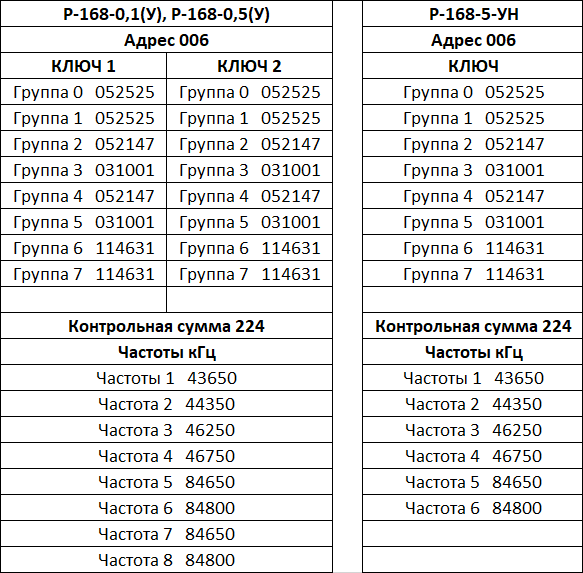 Р-168-0,1(У), Р-168-0,5(У) Р-168-5-УН
Адрес 006 Адрес 006
КЛЮЧ 1 КЛЮЧ 2 КЛЮЧ
Группа 0 052525 Группа 0 052525 Группа 0 052525
Группа 1 052525 Группа 1 052525 Группа 1 052525
Группа 2 052147 Группа 2 052147 Группа 2 052147
Группа 3 031001 Группа 3 031001 Группа 3 031001
Группа 4 052147 Группа 4 052147 Группа 4 052147
Группа 5 031001 Группа 5 031001 Группа 5 031001
Группа 6 114631 Группа 6 114631 Группа 6 114631
Группа 7 114631 Группа 7 114631 Группа 7 114631
Контрольная сумма 224 Контрольная сумма 224
Частоты кГц Частоты кГц
Частоты 1 43650 Частоты 1 43650
Частота 2 44350 Частота 2 44350
Частота 3 46250 Частота 3 46250
Частота 4 46750 Частота 4 46750
Частота 5 84650 Частота 5 84650
Частота 6 84800 Частота 6 84800
Частота 7 84650
Частота 8 84800